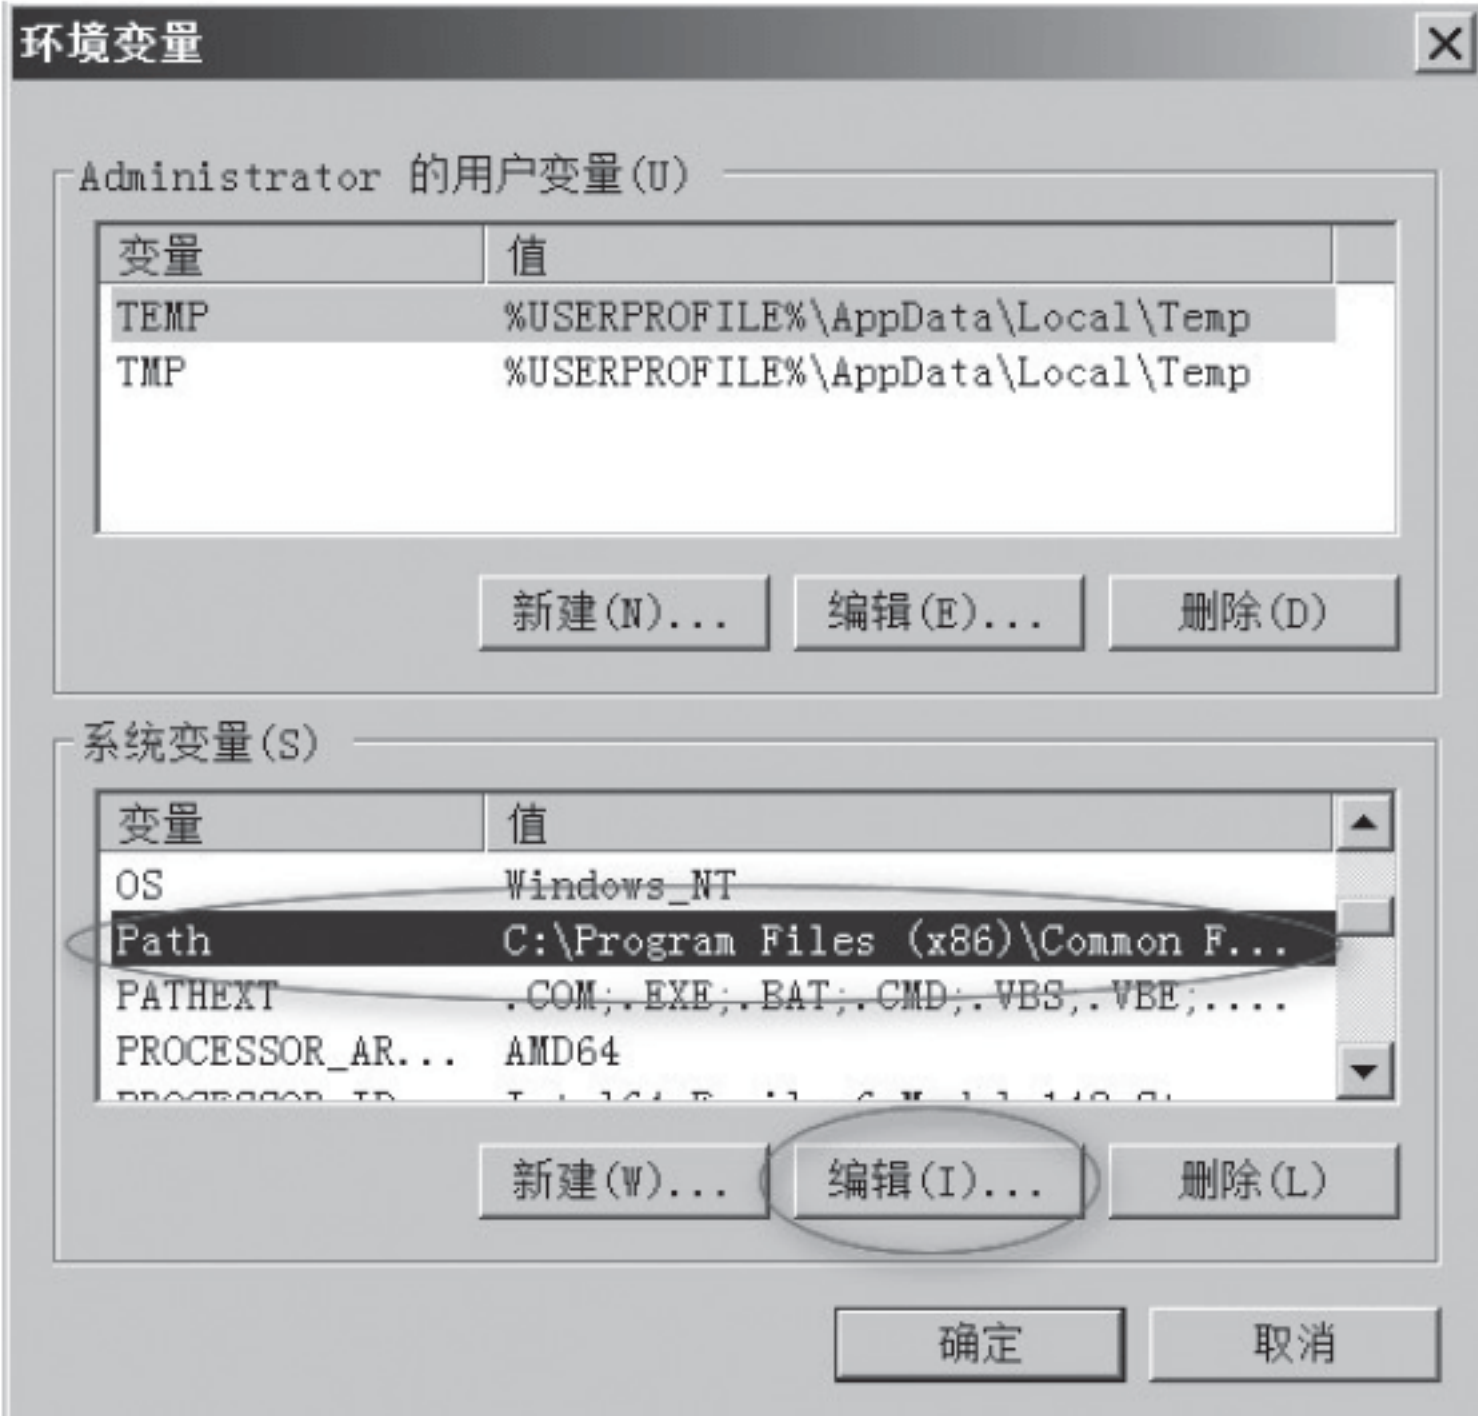 环境变量
Administrator 的用户变量(U)
变量 值
TEMP %USERPROFILE%\AppData\Local\Temp
TMP %USERPROFILE%\AppData\Local\Temp
新建(N)... 编辑(E)... 删除(D)
系统变量(S)
变量 值
OS Windows_NT
Path C:\Program Files (x86)\Common F...
PATHEXT .COM;.EXE;.BAT;.CMD;.VBS;.VBE;....
PROCESSOR_AR... AMD64
新建(W)... 编辑(I)... 删除(L)
确定 取消